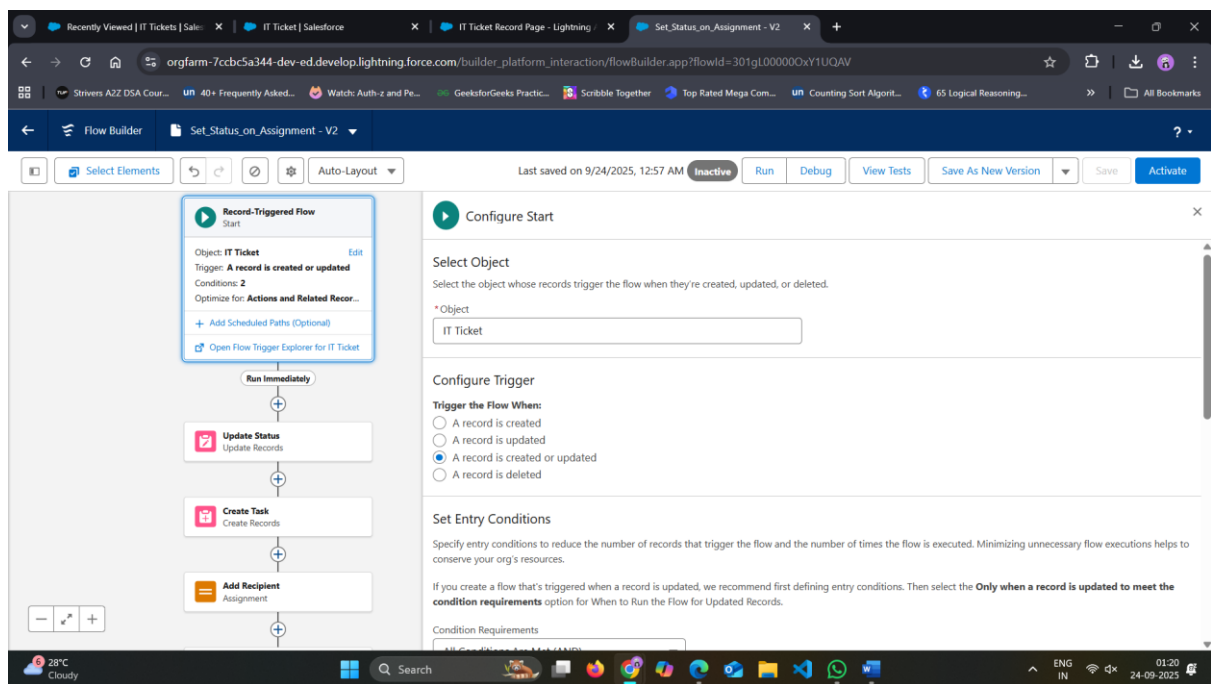 Recently Viewed | IT Tickets | Sales
IT Ticket | Salesforce
IT Ticket Record Page - Lightning
Set_Status_on_Assignment - V2
orgfarm-7ccbc5a344-dev-ed.develop.lightning.force.com/builder_platform_interaction/flowBuilder.app?flowId=301gL00000OxY1UQAV
Strivers A2Z DSA Cour...
40+ Frequently Asked...
Watch: Auth-z and Pe...
GeeksforGeeks Practic...
Scribble Together
Top Rated Mega Com...
Counting Sort Algorit...
65 Logical Reasoning...
All Bookmarks
Flow Builder
Set_Status_on_Assignment - V2
?
Select Elements
Auto-Layout
Last saved on 9/24/2025, 12:57 AM
Inactive
Run
Debug
View Tests
Save As New Version
Save
Activate
Record-Triggered Flow
Start
Object: IT Ticket
Edit
Trigger: A record is created or updated
Conditions: 2
Optimize for: Actions and Related Recor...
+ Add Scheduled Paths (Optional)
Open Flow Trigger Explorer for IT Ticket
Run Immediately
Update Status
Update Records
Create Task
Create Records
Add Recipient
Assignment
Configure Start
Select Object
Select the object whose records trigger the flow when they're created, updated, or deleted.
*Object
IT Ticket
Configure Trigger
Trigger the Flow When:
A record is created
A record is updated
A record is created or updated
A record is deleted
Set Entry Conditions
Specify entry conditions to reduce the number of records that trigger the flow and the number of times the flow is executed. Minimizing unnecessary flow executions helps to
conserve your org's resources.
If you create a flow that's triggered when a record is updated, we recommend first defining entry conditions. Then select the Only when a record is updated to meet the
condition requirements option for When to Run the Flow for Updated Records.
Condition Requirements
All Conditions Are Met (AND)
6
28°C
Cloudy
Search
ENG
IN
01:20
24-09-2025